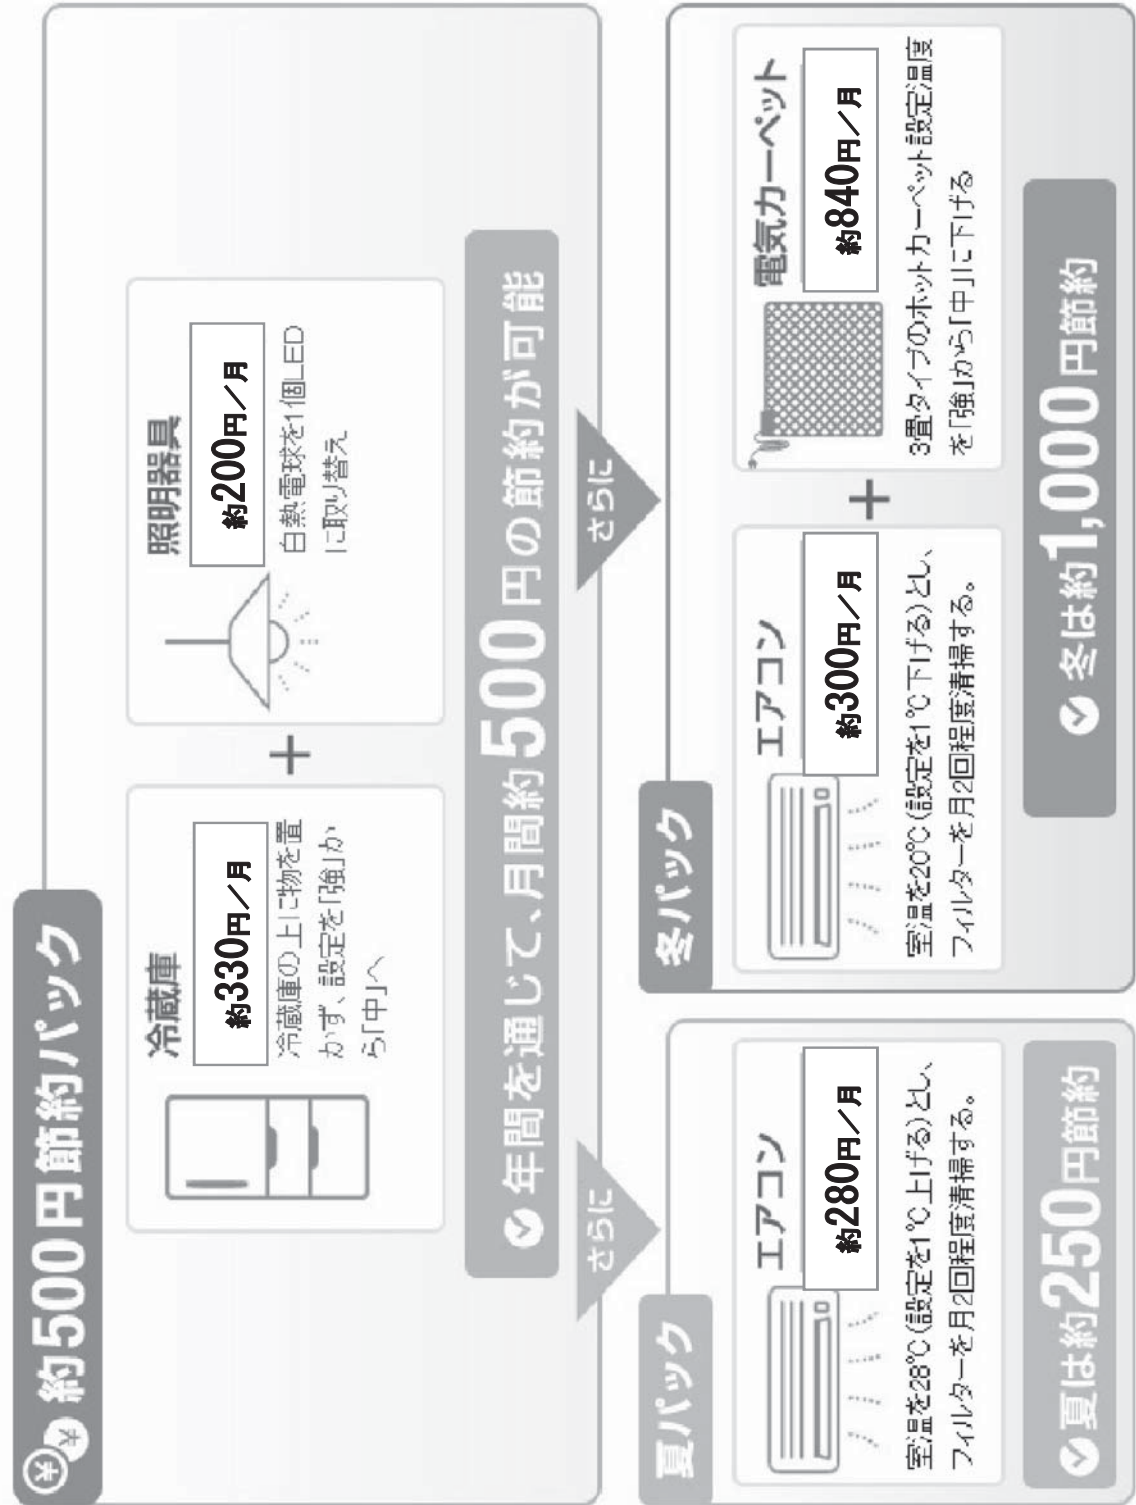 大 大 約500円節約パック
冷蔵庫
約330円/月
冷蔵庫の上に物を置
かず、設定を「強」か
ら「中」へ
+
照明器具
約200円/月
白熱電球を1個LED
に取り替え
年間を通じて、月間約500円の節約が可能
さらに
さらに
夏パック
エアコン
約280円/月
室温を28℃(設定を1℃上げる)とし、
フィルターを月2回程度清掃する。
夏は約250円節約
冬パック
エアコン
約300円/月
室温を20℃(設定を1℃下げる)とし、
フィルターを月2回程度清掃する。
+
電気カーペット
約840円/月
3畳タイプのホットカーペット設定温度
を「強」から「中」に下げる
冬は約1,000円節約